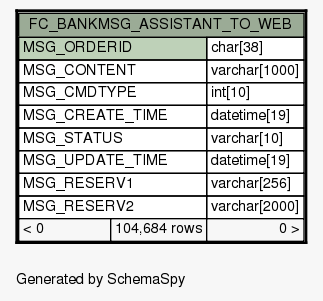 FC_BANKMSG_ASSISTANT_TO_WEB
MSG_ORDERID char[38]
MSG_CONTENT varchar[1000]
MSG_CMDTYPE int[10]
MSG_CREATE_TIME datetime[19]
MSG_STATUS varchar[10]
MSG_UPDATE_TIME datetime[19]
MSG_RESERV1 varchar[256]
MSG_RESERV2 varchar[2000]
< 0 104,684 rows 0 >
Generated by SchemaSpy